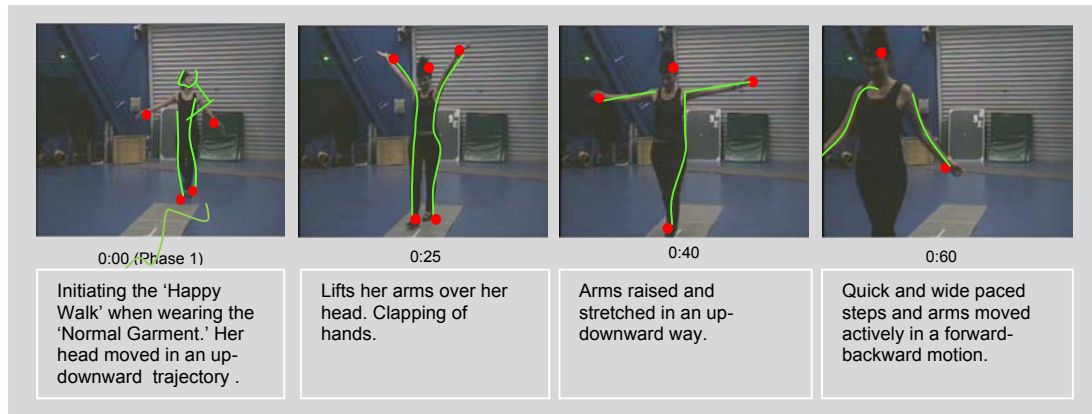 0:00 (Phase 1)
0:25
0:40
0:60
Initiating the ‘Happy
Walk’ when wearing the
‘Normal Garment.’ Her
head moved in an up-
downward trajectory .
Lifts her arms over her
head. Clapping of
hands.
Arms raised and
stretched in an up-
downward way.
Quick and wide paced
steps and arms moved
actively in a forward-
backward motion.